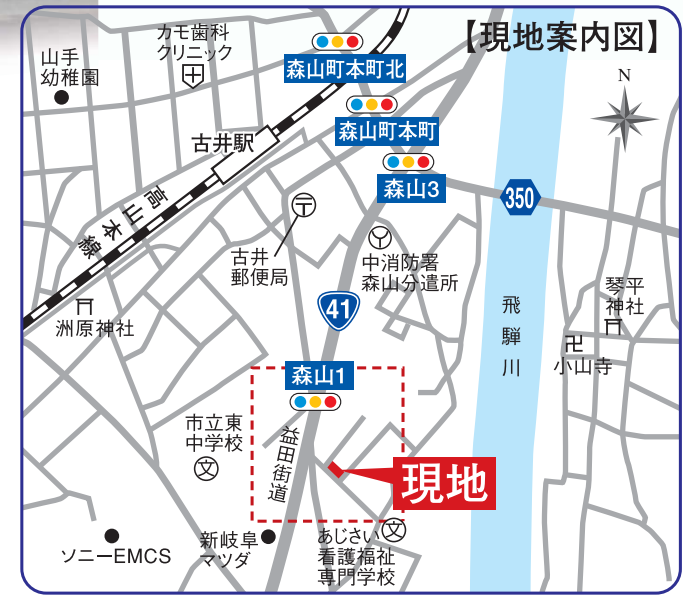 【現地案内図】
カモ歯科
クリニック
山手
幼稚園
森山町本町北
N
森山町本町
古井駅
森山3
350
高山本線
〒
古井
郵便局
中消防署
森山分遣所
41
飛騨川
琴平
神社
洲原神社
卍
小山寺
森山1
市立東
中学校
文
益田街道
現地
ソニーEMCS
新岐阜
マツダ
あじさい
看護福祉
専門学校
文